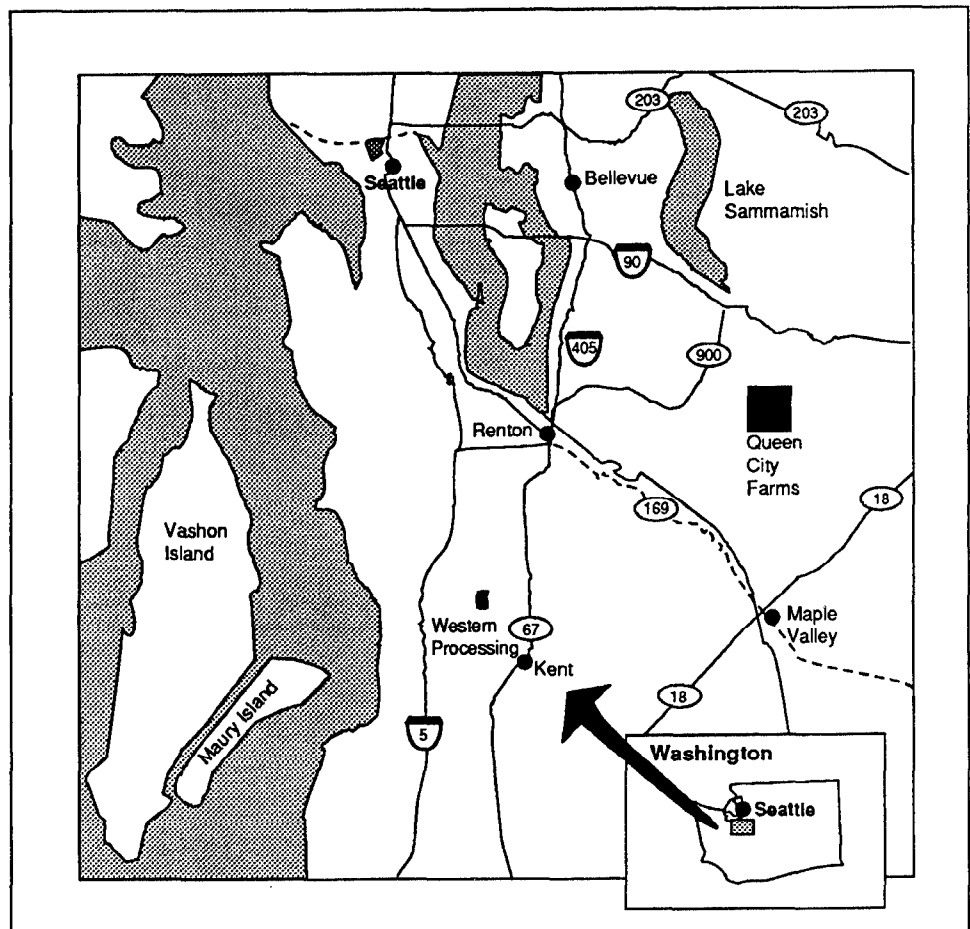 203
203
Seattle
Bellevue
Lake
Sammamish
90
405
900
Renton
Queen
City
Farms
18
169
Vashon
Island
Western
Processing
67
Maple
Valley
Kent
18
Maury Island
5
Washington
Seattle